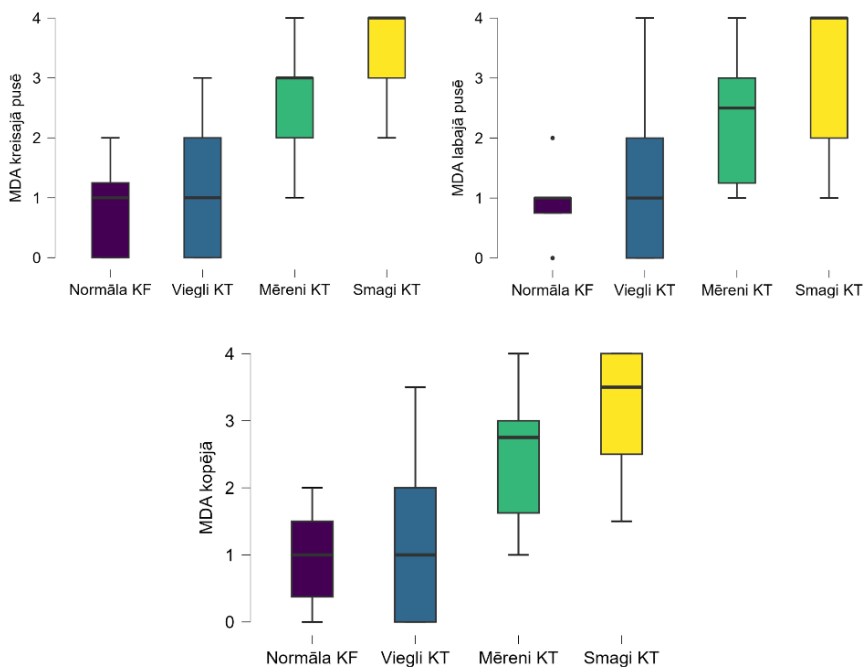 MDA kreisajā pusē
4
3
2
1
0
Normāla KF Viegli KT Mēreni KT Smagi KT
MDA labajā pusē
4
3
2
1
0
Normāla KF Viegli KT Mēreni KT Smagi KT
MDA kopējā
4
3
2
1
0
Normāla KF Viegli KT Mēreni KT Smagi KT